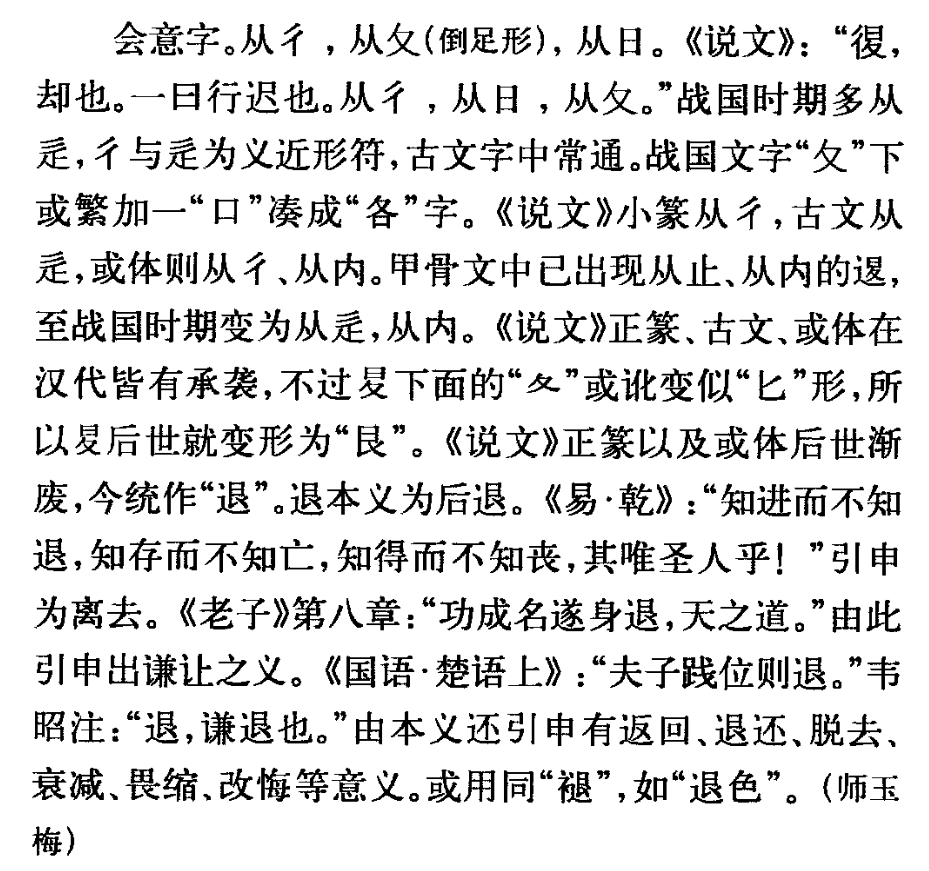 会意字。从彳，从夊(倒足形)，从日。《说文》：“復，
却也。一曰行迟也。从彳，从日，从夊。”战国时期多从
辵，彳与辵为义近形符，古文字中常通。战国文字“夊”下
或繁加一“口”凑成“各”字。《说文》小篆从彳，古文从
辵，或体则从彳、从内。甲骨文中已出现从止、从内的退，
至战国时期变为从辵，从内。《说文》正篆、古文、或体在
汉代皆有承袭，不过㫐下面的“夊”或讹变似“匕”形，所
以㫐后世就变形为“艮”。《说文》正篆以及或体后世渐
废，今统作“退”。退本义为后退。《易·乾》：“知进而不知
退，知存而不知亡，知得而不知丧，其唯圣人乎！”引申
为离去。《老子》第八章：“功成名遂身退，天之道。”由此
引申出谦让之义。《国语·楚语上》：“夫子践位则退。”韦
昭注：“退，谦退也。”由本义还引申有返回、退还、脱去、
衰减、畏缩、改悔等意义。或用同“褪”，如“退色”。(师玉
梅)